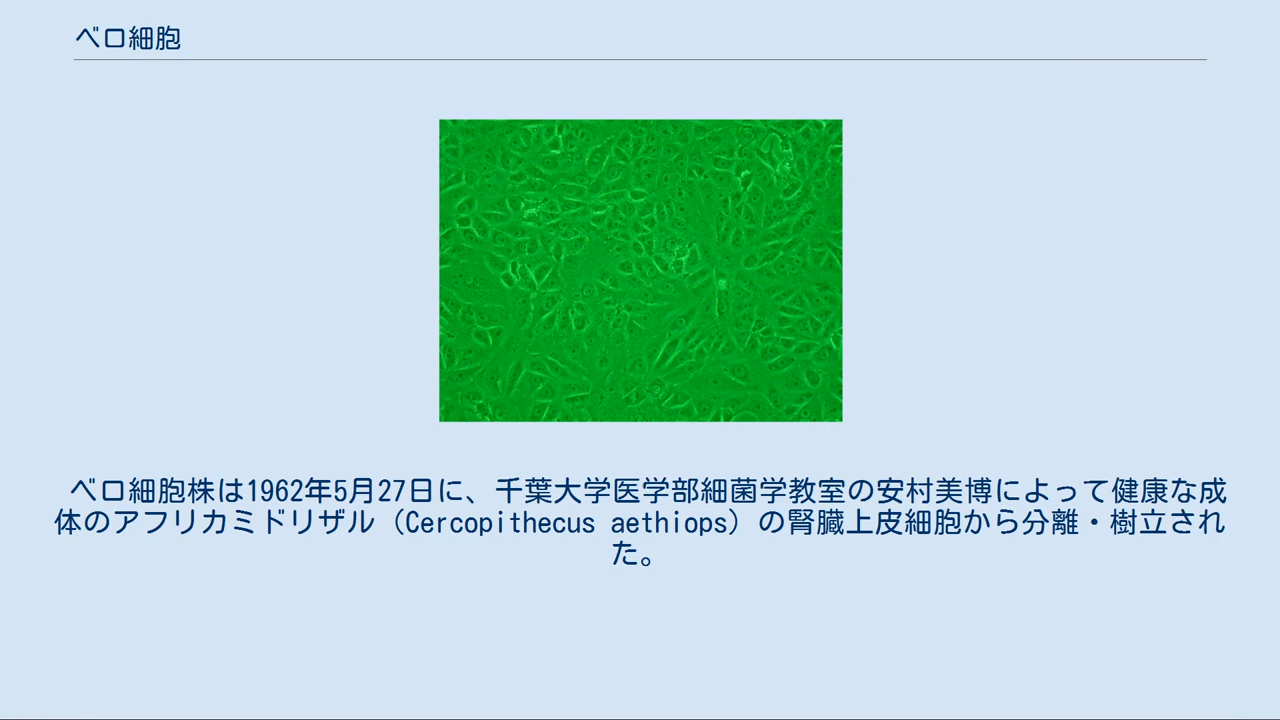 ベロ細胞
ベロ細胞株は1962年5月27日に、千葉大学医学部細菌学教室の安村美博によって健康な成
体のアフリカミドリザル（Cercopithecus aethiops）の腎臓上皮細胞から分離・樹立され
た。